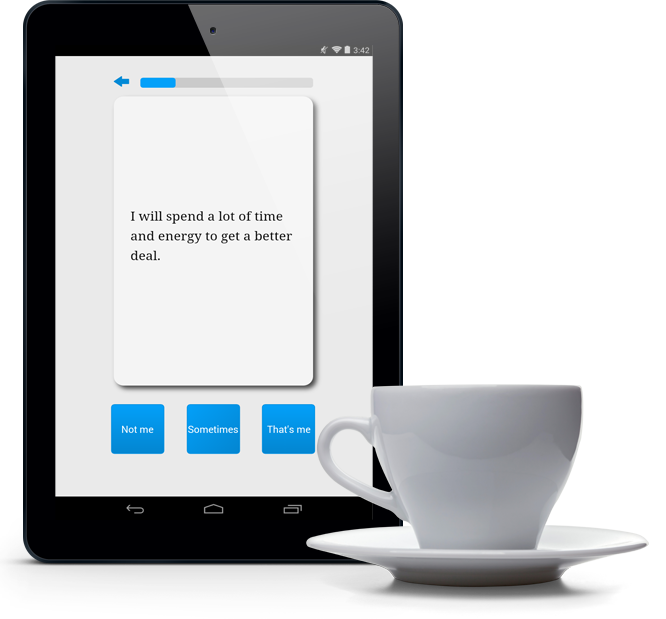 3:42
I will spend a lot of time
and energy to get a better
deal.
Not me
Sometimes
That's me